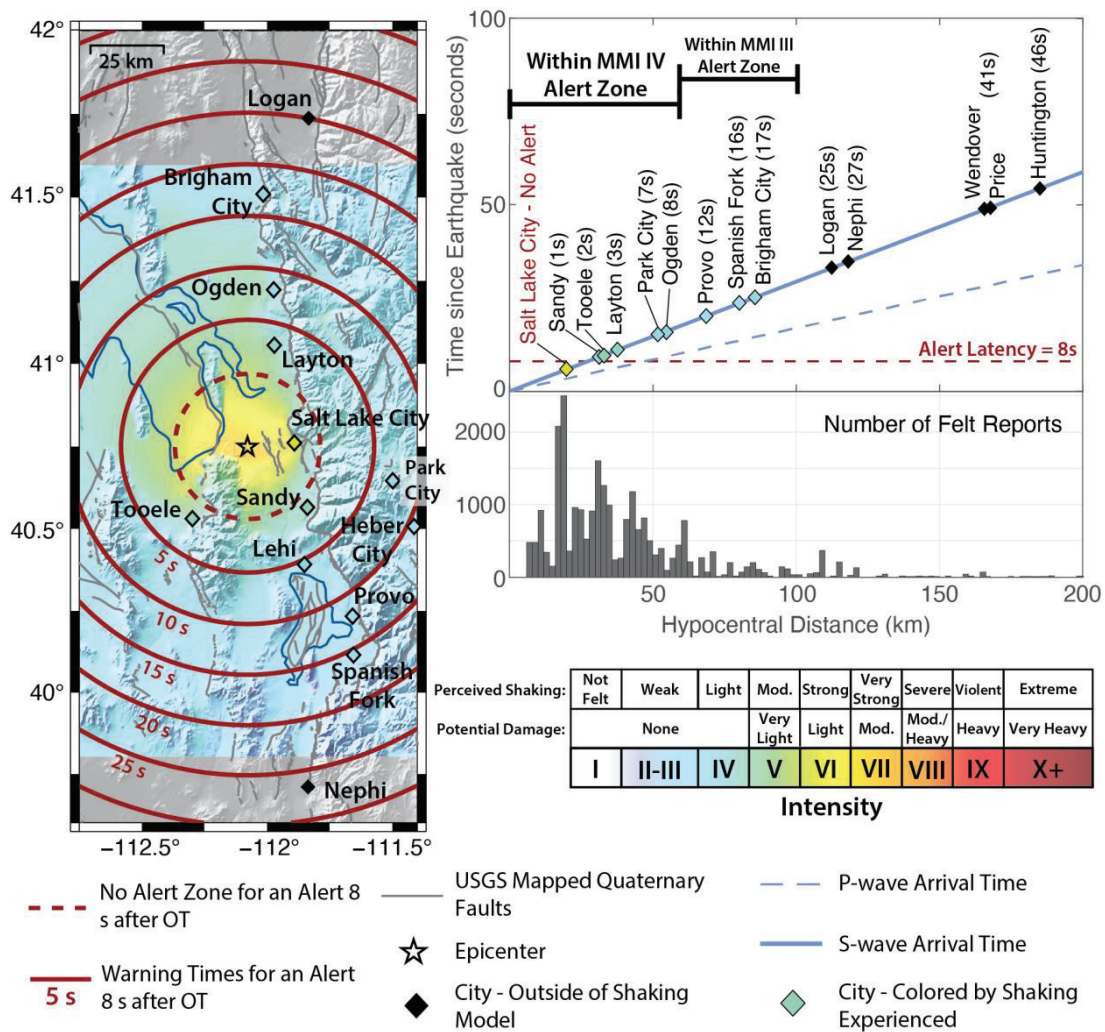 42°
41.5°
41°
40.5°
40°
−112.5°
−112°
−111.5°
25 km
Logan
Brigham
City
Ogden
Layton
Salt Lake City
Park
City
Sandy
Tooele
Heber
City
Lehi
Provo
Spanish
Fork
Nephi
5 s
10 s
15 s
20 s
25 s
Time since Earthquake (seconds)
100
50
0
Within MMI IV
Alert Zone
Within MMI III
Alert Zone
Salt Lake City - No Alert
Sandy (1s)
Tooele (2s)
Layton (3s)
Park City (7s)
Ogden (8s)
Provo (12s)
Spanish Fork (16s)
Brigham City (17s)
Logan (25s)
Nephi (27s)
Wendover (41s)
Price
Huntington (46s)
Alert Latency = 8s
Number of Felt Reports
2000
1000
0
50
100
150
200
Hypocentral Distance (km)
Perceived Shaking: Not Felt Weak Light Mod. Strong Very Strong Severe Violent Extreme
Potential Damage: None Very Light Light Mod. Mod./ Heavy Heavy Very Heavy
I II-III IV V VI VII VIII IX X+
Intensity
No Alert Zone for an Alert 8
s after OT
5 s
Warning Times for an Alert
8 s after OT
USGS Mapped Quaternary
Faults
Epicenter
City - Outside of Shaking
Model
P-wave Arrival Time
S-wave Arrival Time
City - Colored by Shaking
Experienced